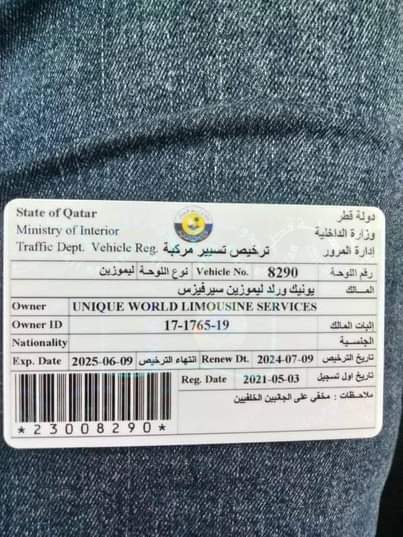 State of Qatar دولة قطر
Ministry of Interior وزارة الداخلية
Traffic Dept. Vehicle Reg. ترخيص تسيير مركبة إدارة المرور
ليموزين نوع اللوحة Vehicle No. 8290 رقم اللوحة
يونيك ورلد ليموزين سيرفيزس المـــالك
Owner UNIQUE WORLD LIMOUSINE SERVICES
Owner ID 17-1765-19 إثبات المالك
Nationality الجنسية
Exp. Date 2025-06-09 انتهاء الترخيص Renew Dt. 2024-07-09 تاريخ الترخيص
Reg. Date 2021-05-03 تاريخ اول تسجيل
ملاحظات : مخفي على الجانبين الخلفيين
*23008290*